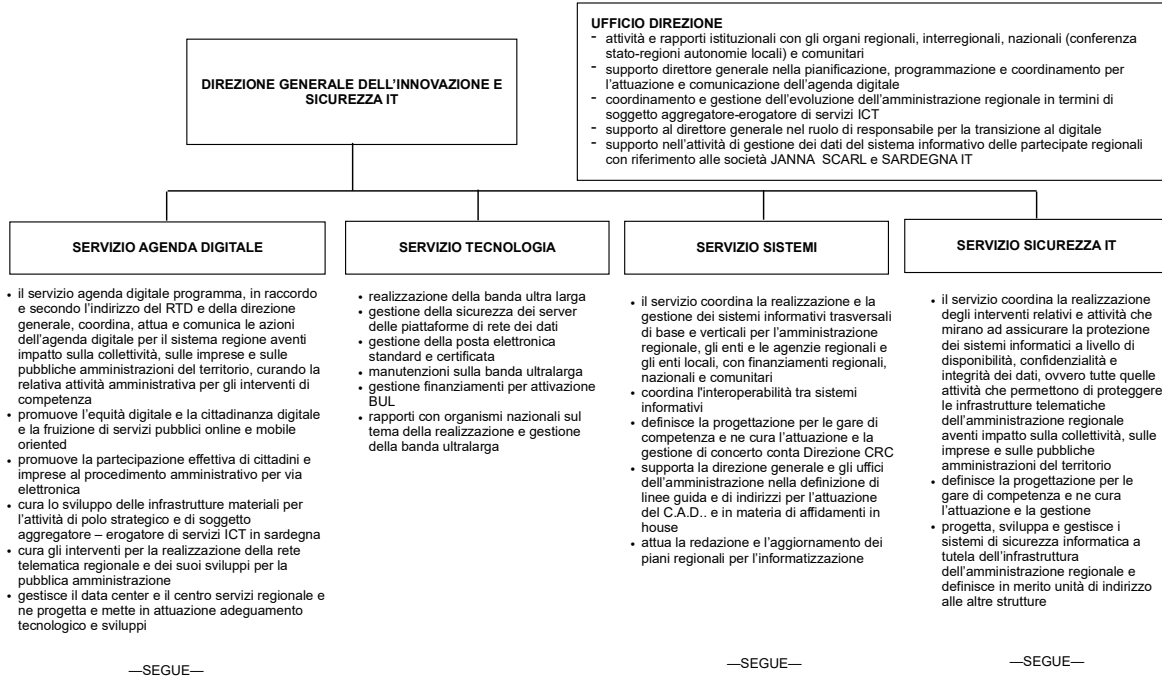 DIREZIONE GENERALE DELL'INNOVAZIONE E
SICUREZZA IT
UFFICIO DIREZIONE
- attività e rapporti istituzionali con gli organi regionali, interregionali, nazionali (conferenza
stato-regioni autonomie locali) e comunitari
- supporto direttore generale nella pianificazione, programmazione e coordinamento per
l'attuazione e comunicazione dell'agenda digitale
- coordinamento e gestione dell'evoluzione dell'amministrazione regionale in termini di
soggetto aggregatore-erogatore di servizi ICT
- supporto al direttore generale nel ruolo di responsabile per la transizione al digitale
- supporto nell'attività di gestione dei dati del sistema informativo delle partecipate regionali
con riferimento alle società JANNA SCARL e SARDEGNA IT
SERVIZIO AGENDA DIGITALE
• il servizio agenda digitale programma, in raccordo
e secondo l'indirizzo del RTD e della direzione
generale, coordina, attua e comunica le azioni
dell'agenda digitale per il sistema regione aventi
impatto sulla collettività, sulle imprese e sulle
pubbliche amministrazioni del territorio, curando la
relativa attività amministrativa per gli interventi di
competenza
• promuove l'equità digitale e la cittadinanza digitale
e la fruizione di servizi pubblici online e mobile
oriented
• promuove la partecipazione effettiva di cittadini e
imprese al procedimento amministrativo per via
elettronica
• cura lo sviluppo delle infrastrutture materiali per
l'attività di polo strategico e di soggetto
aggregatore – erogatore di servizi ICT in sardegna
• cura gli interventi per la realizzazione della rete
telematica regionale e dei suoi sviluppi per la
pubblica amministrazione
• gestisce il data center e il centro servizi regionale e
ne progetta e mette in attuazione adeguamento
tecnologico e sviluppi
—SEGUE—
SERVIZIO TECNOLOGIA
• realizzazione della banda ultra larga
• gestione della sicurezza dei server
delle piattaforme di rete dei dati
• gestione della posta elettronica
standard e certificata
• manutenzioni sulla banda ultralarga
• gestione finanziamenti per attivazione
BUL
• rapporti con organismi nazionali sul
tema della realizzazione e gestione
della banda ultralarga
SERVIZIO SISTEMI
• il servizio coordina la realizzazione e la
gestione dei sistemi informativi trasversali
di base e verticali per l'amministrazione
regionale, gli enti e le agenzie regionali e
gli enti locali, con finanziamenti regionali,
nazionali e comunitari
• coordina l'interoperabilità tra sistemi
informativi
• definisce la progettazione per le gare di
competenza e ne cura l'attuazione e la
gestione di concerto conta Direzione CRC
• supporta la direzione generale e gli uffici
dell'amministrazione nella definizione di
linee guida e di indirizzi per l'attuazione
del C.A.D.. e in materia di affidamenti in
house
• attua la redazione e l'aggiornamento dei
piani regionali per l'informatizzazione
—SEGUE—
SERVIZIO SICUREZZA IT
• il servizio coordina la realizzazione
degli interventi relativi e attività che
mirano ad assicurare la protezione
dei sistemi informatici a livello di
disponibilità, confidenzialità e
integrità dei dati, ovvero tutte quelle
attività che permettono di proteggere
le infrastrutture telematiche
dell'amministrazione regionale
aventi impatto sulla collettività, sulle
imprese e sulle pubbliche
amministrazioni del territorio
• definisce la progettazione per le
gare di competenza e ne cura
l'attuazione e la gestione
• progetta, sviluppa e gestisce i
sistemi di sicurezza informatica a
tutela dell'infrastruttura
dell'amministrazione regionale e
definisce in merito unità di indirizzo
alle altre strutture
—SEGUE—